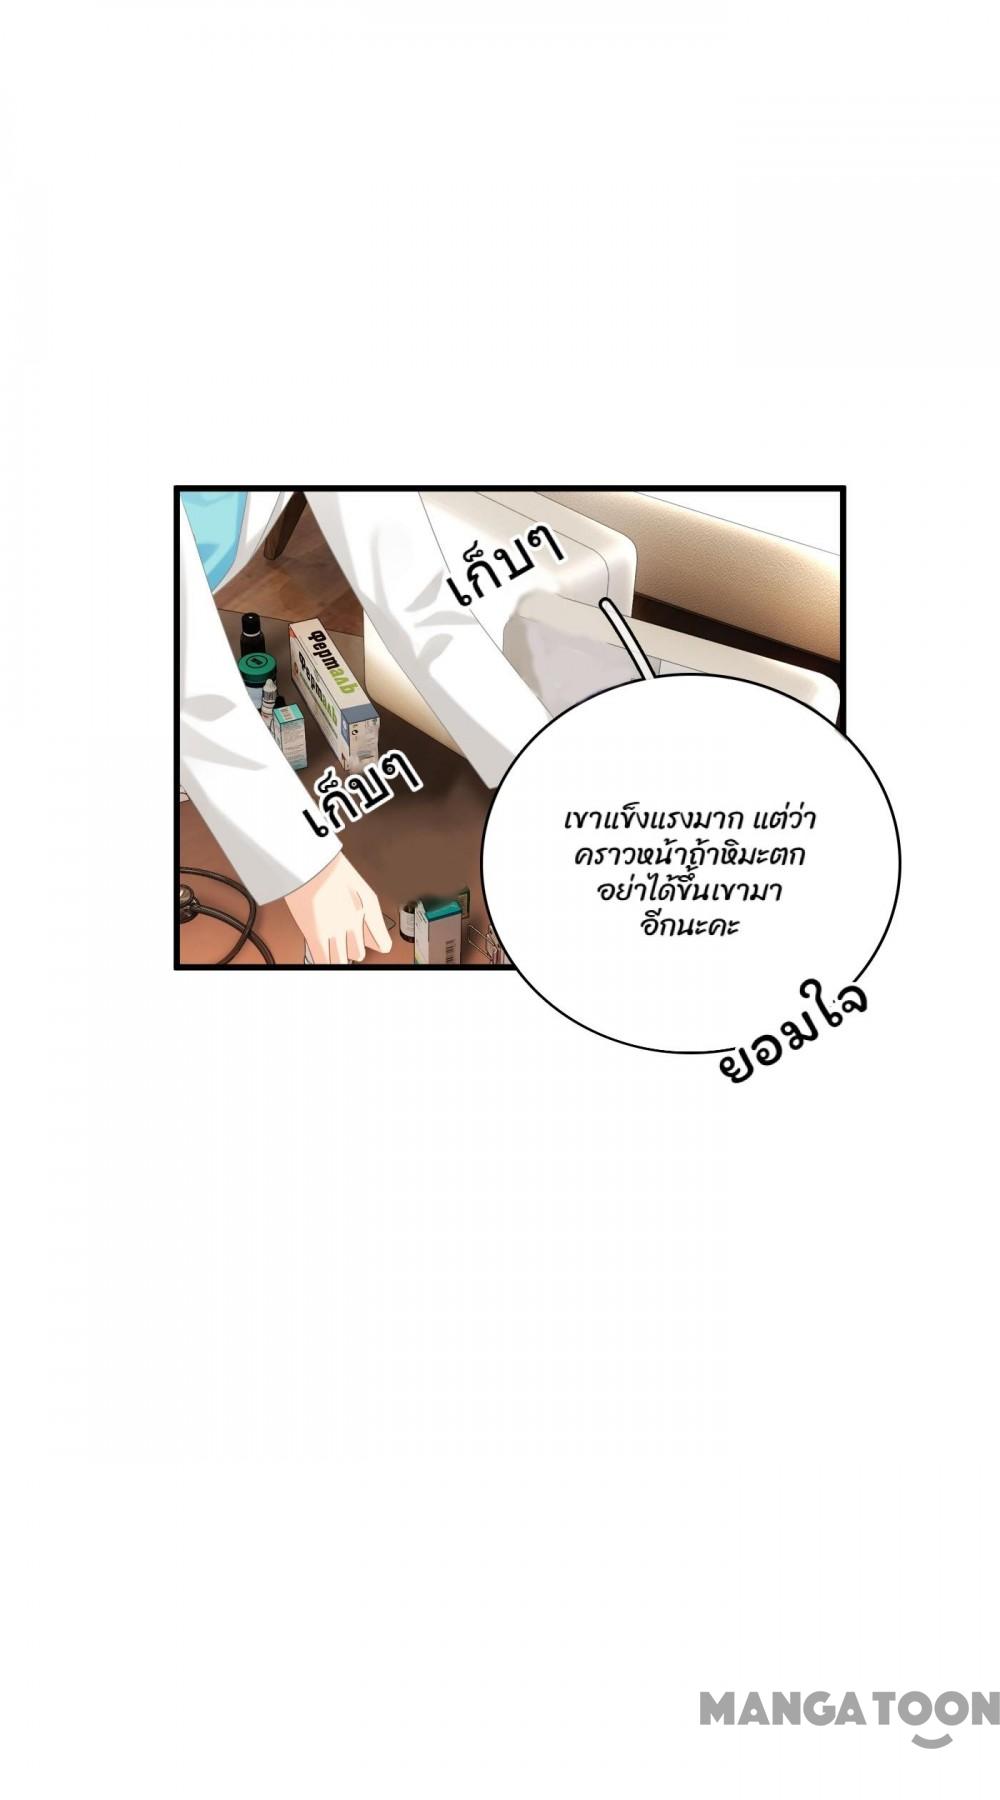 เก็บๆ
Фермаль
Фермаль
เก็บๆ
เขาแข็งแรงมาก แต่ว่า
คราวหน้าถ้าหิมะตก
อย่าได้ขึ้นเขามา
อีกนะคะ
ยอมใจ
MANGATOON